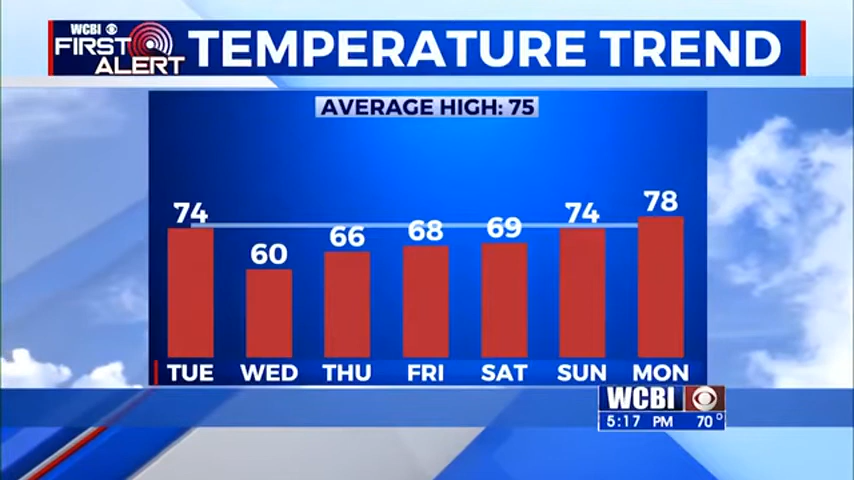 WCBI
FIRST
ALERT
TEMPERATURE TREND
AVERAGE HIGH: 75
74 60 66 68 69 74 78
TUE WED THU FRI SAT SUN MON
WCBI
5:17 PM 70°